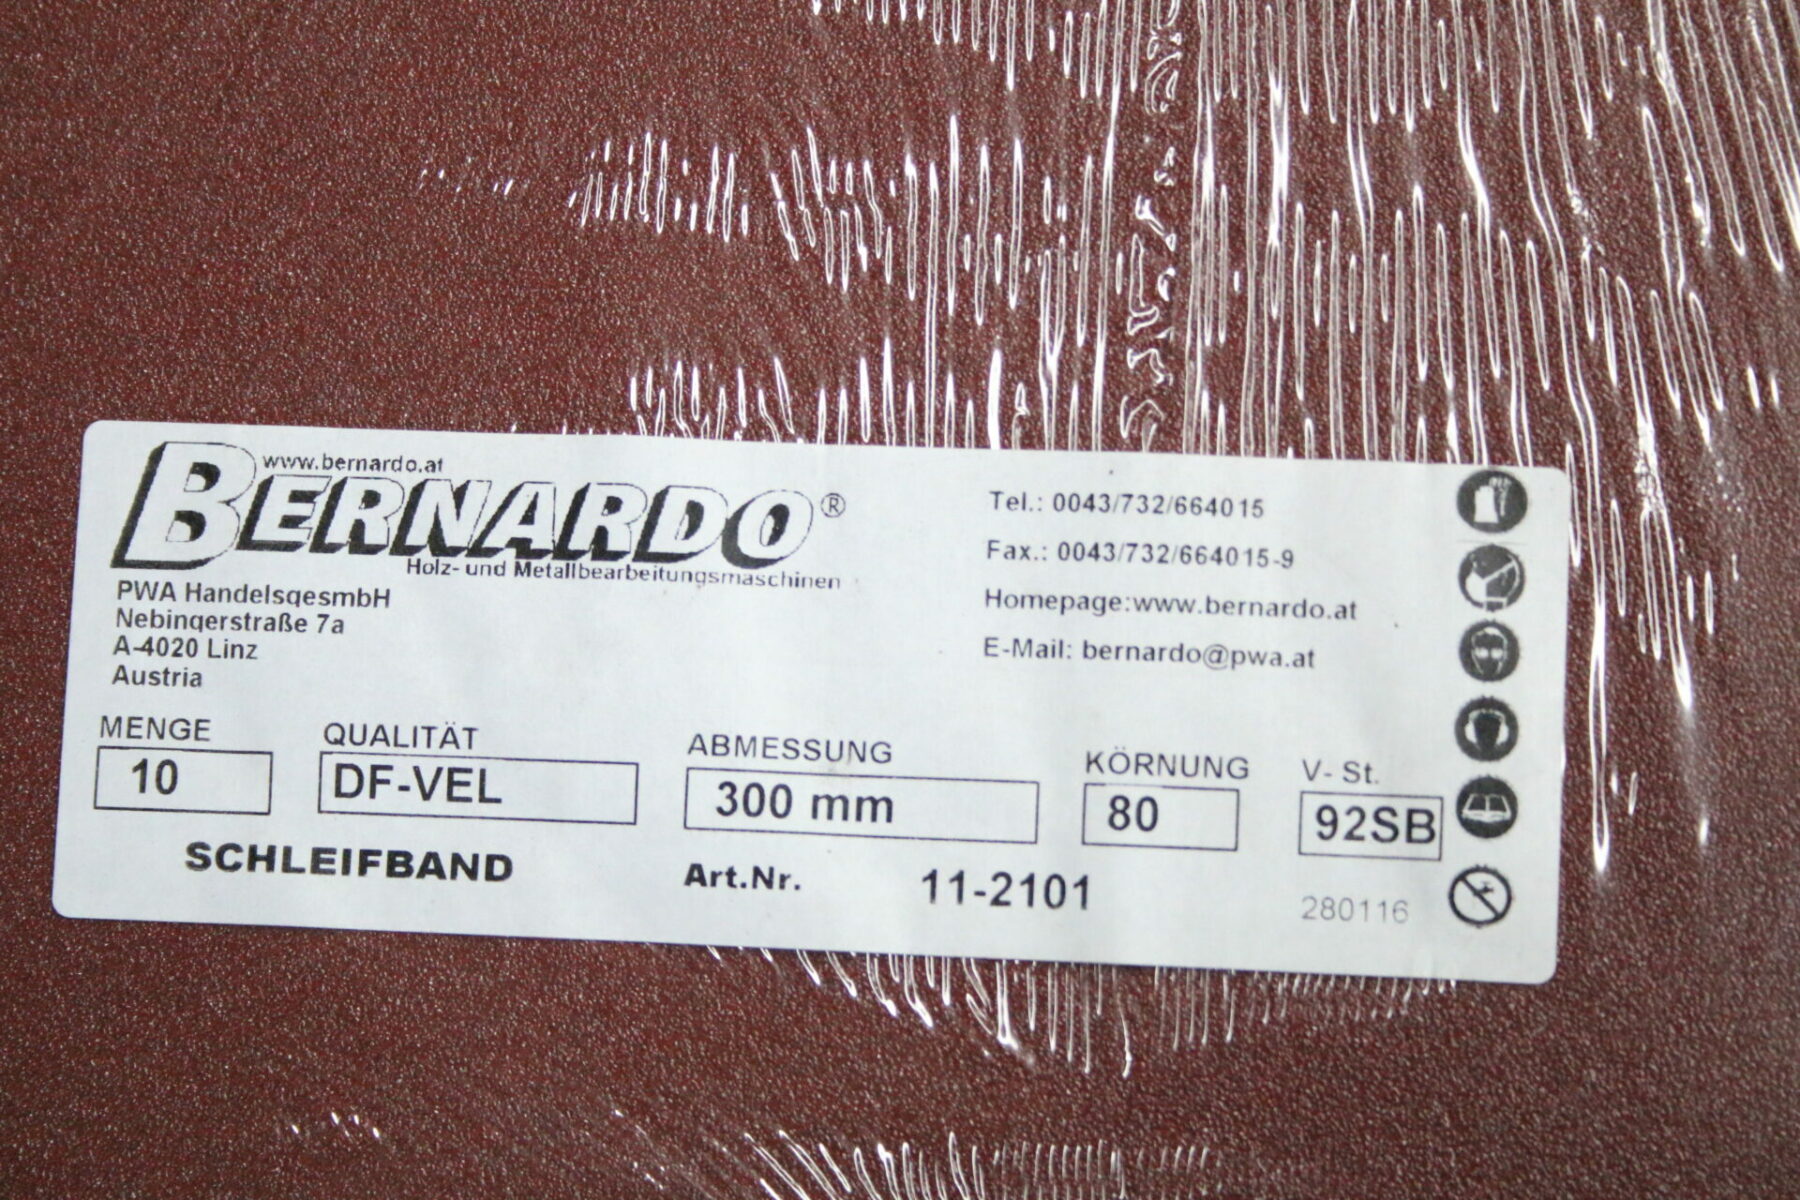 www.bernardo.at
BERNARDO®
Holz- und Metallbearbeitungsmaschinen
PWA HandelsgesmbH
Nebingerstraße 7a
A-4020 Linz
Austria
Tel.: 0043/732/664015
Fax.: 0043/732/664015-9
Homepage:www.bernardo.at
E-Mail: bernardo@pwa.at
MENGE QUALITÄT ABMESSUNG KÖRNUNG V- St.
10 DF-VEL 300 mm 80 92SB
SCHLEIFBAND Art.Nr. 11-2101 280116